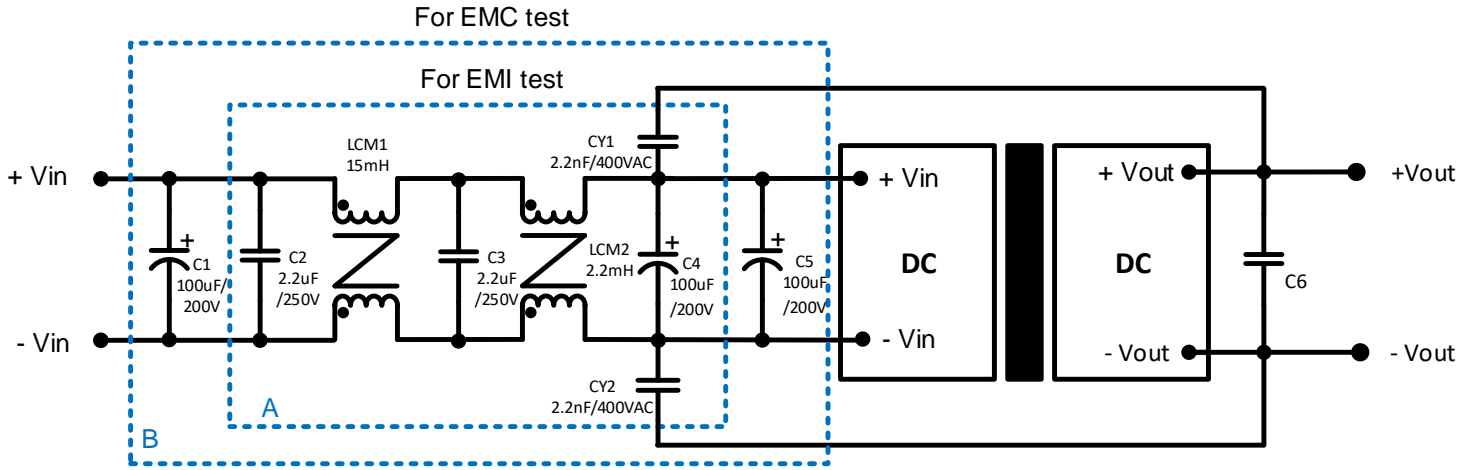 For EMC test
For EMI test
LCM1
15mH
CY1
2.2nF/400VAC
+ Vin
+ Vin
+ Vout
+Vout
+
C1
100uF/
200V
C2
2.2uF
/250V
C3
2.2uF
/250V
LCM2
2.2mH
+
C4
100uF
/200V
+
C5
100uF
/200V
DC
DC
C6
- Vin
- Vin
- Vout
- Vout
CY2
2.2nF/400VAC
A
B